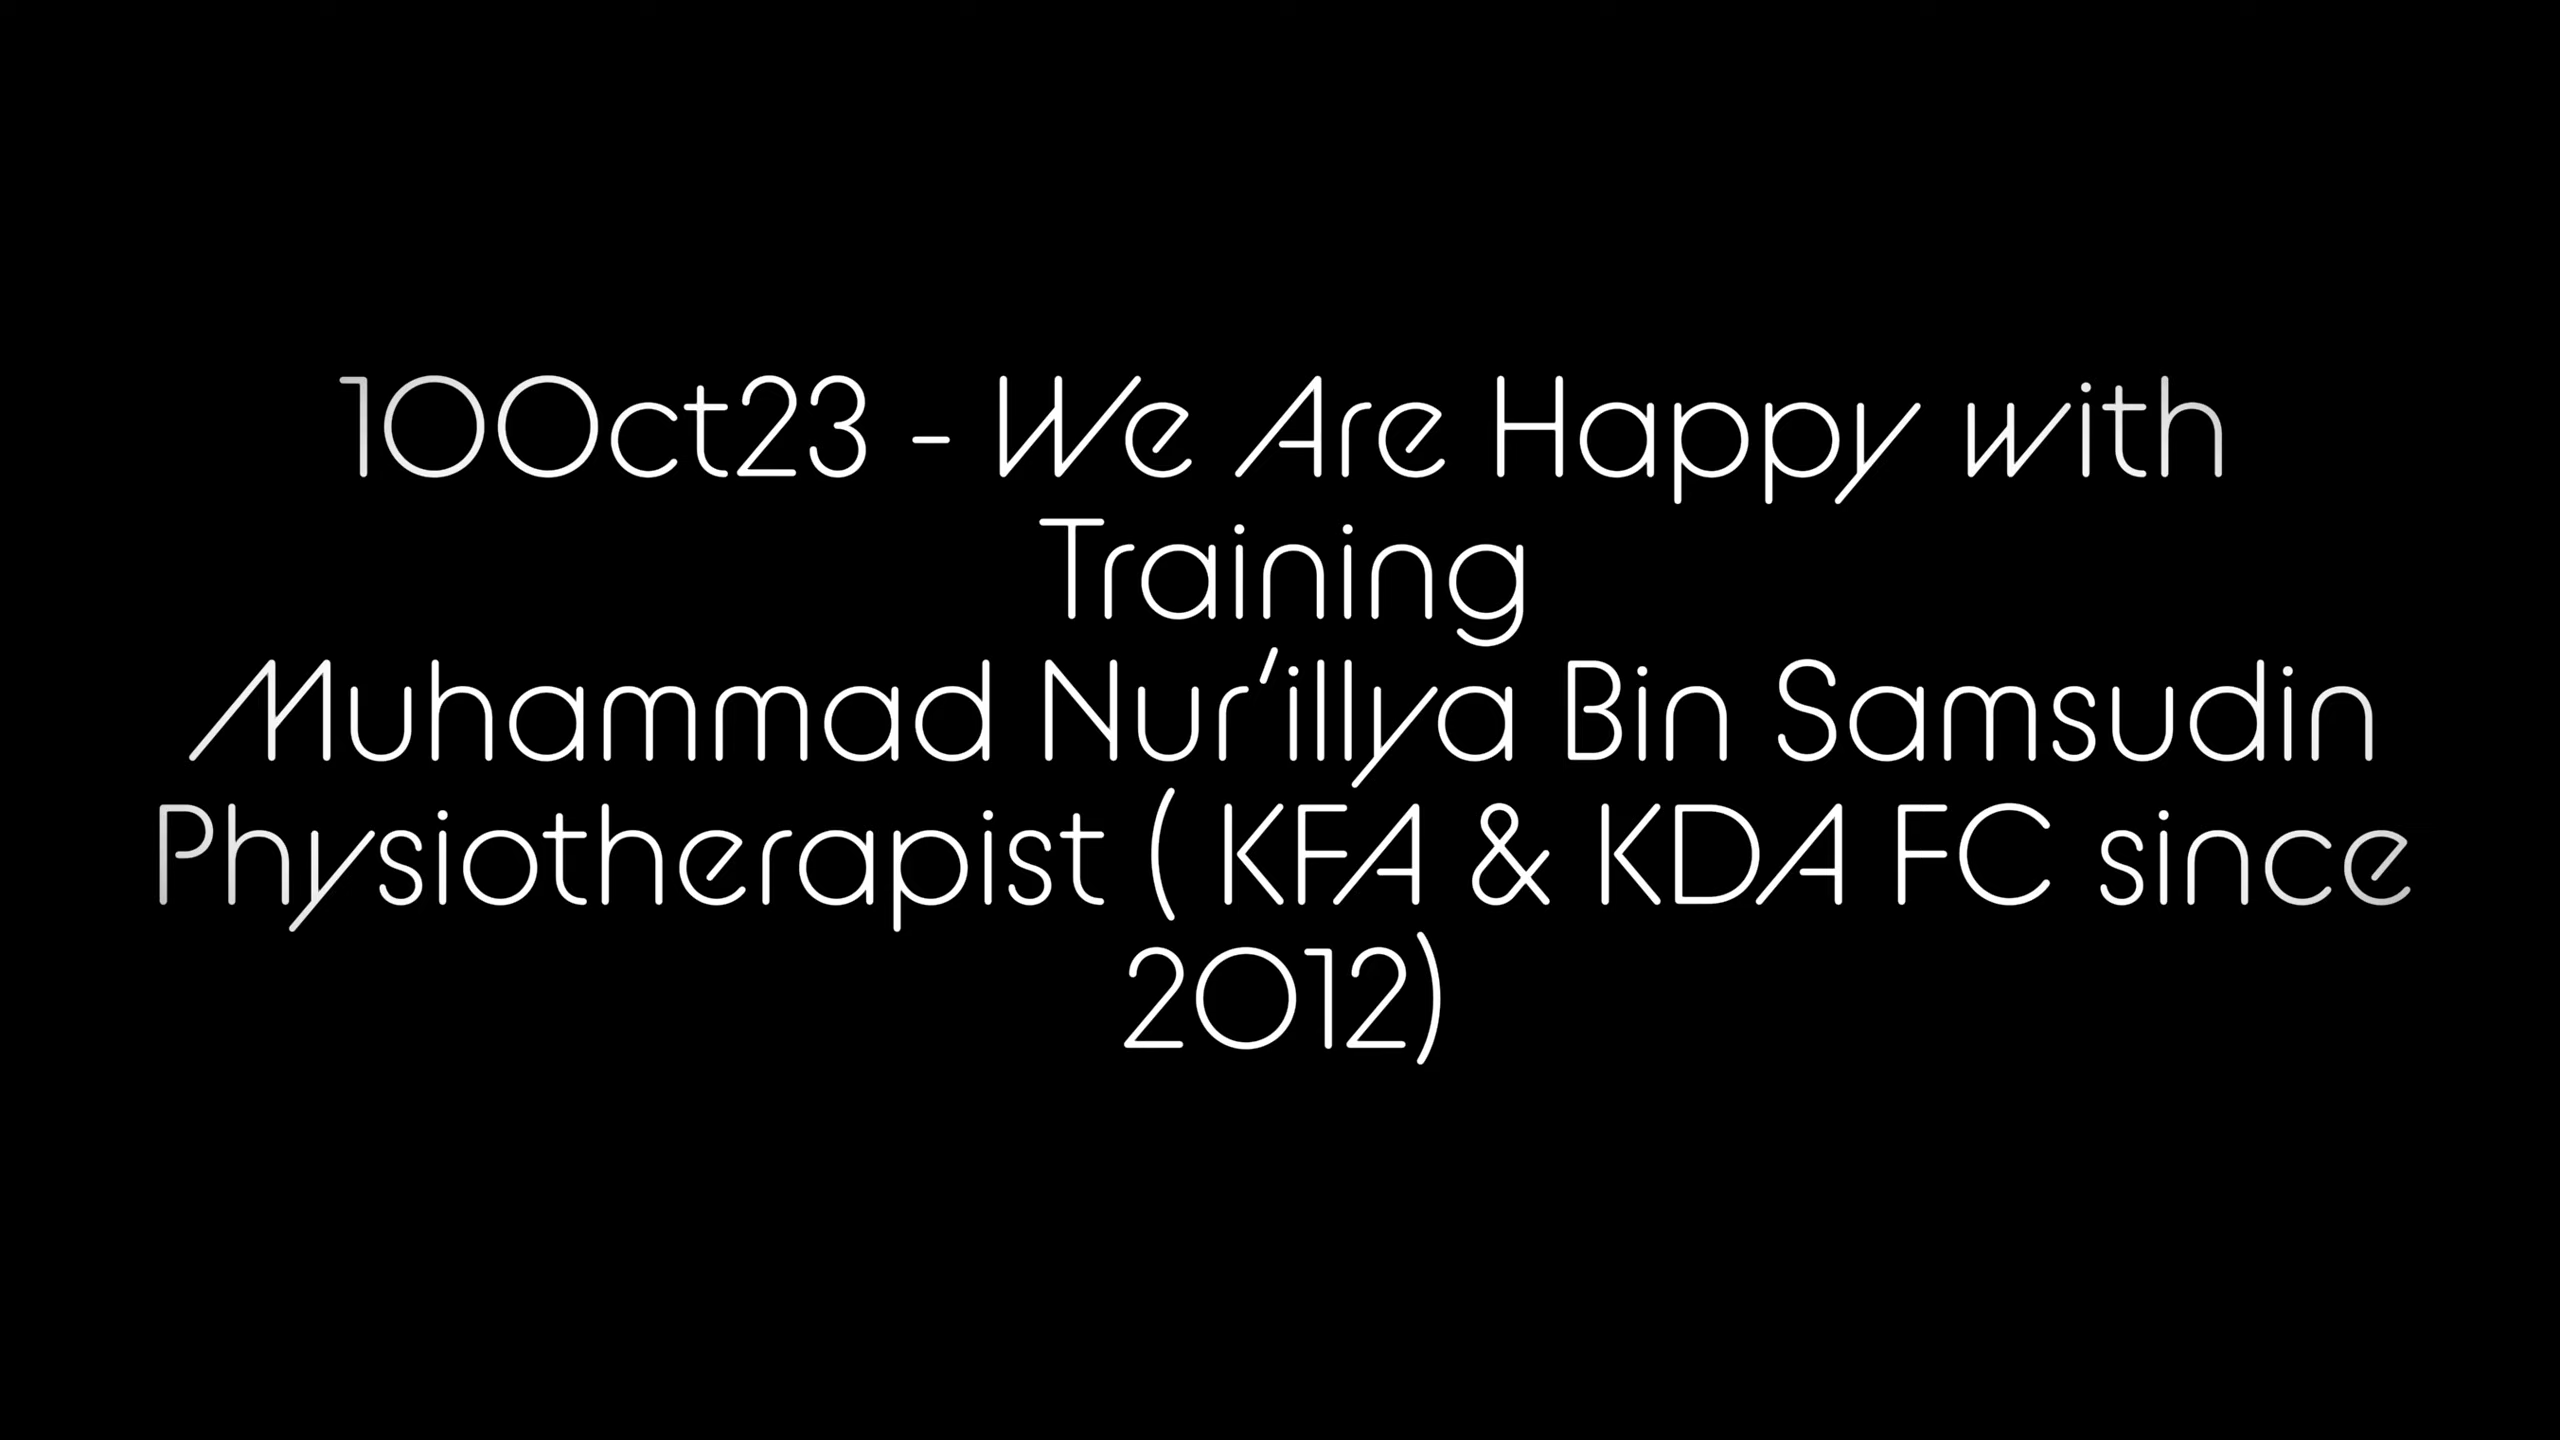 10Oct23 - We Are Happy with
Training
Muhammad Nur'illya Bin Samsudin
Physiotherapist ( KFA & KDA FC since
2012)